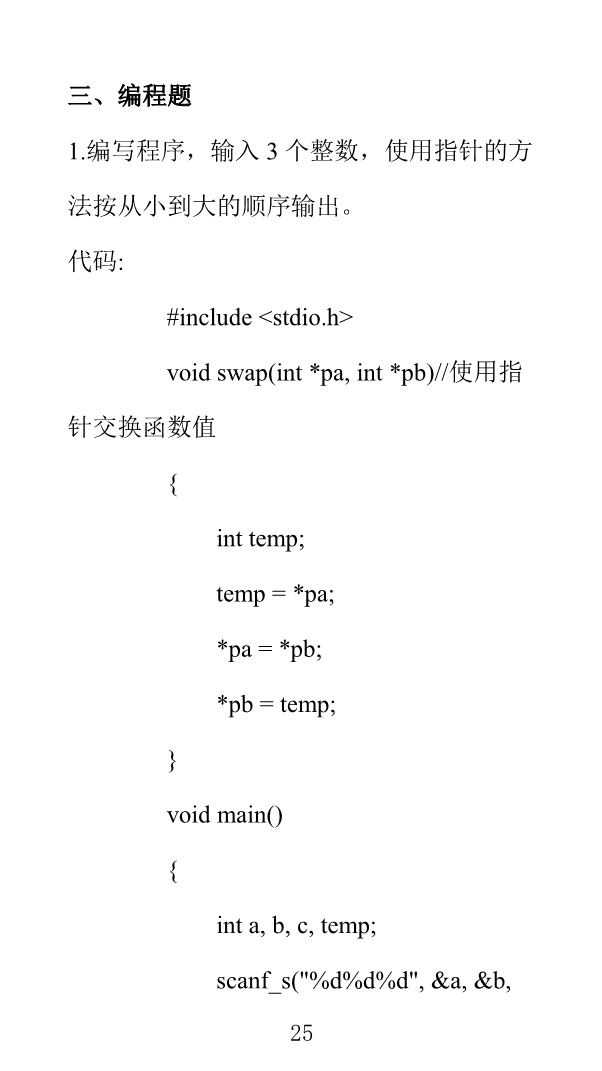 三、编程题
1.编写程序，输入 3 个整数，使用指针的方
法按从小到大的顺序输出。
代码:
#include <stdio.h>
void swap(int *pa, int *pb)//使用指
针交换函数值
{
int temp;
temp = *pa;
*pa = *pb;
*pb = temp;
}
void main()
{
int a, b, c, temp;
scanf_s("%d%d%d", &a, &b,
25